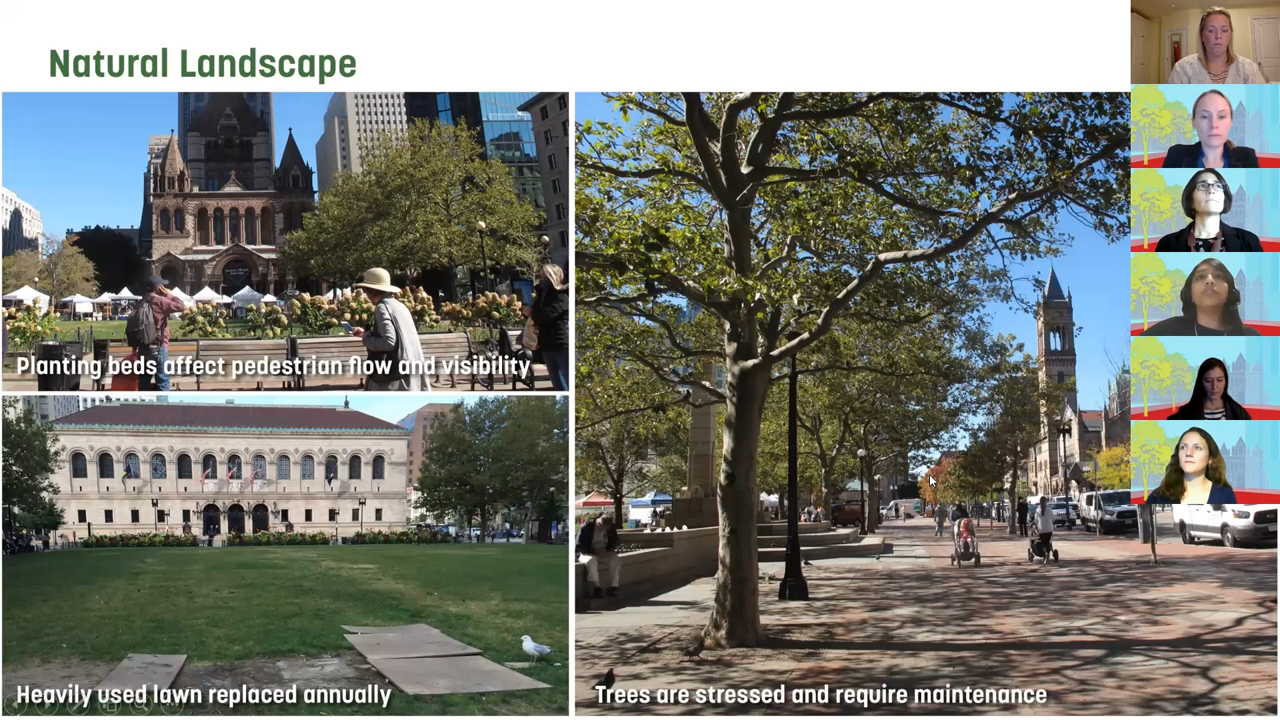 Natural Landscape
Planting beds affect pedestrian flow and visibility
Heavily used lawn replaced annually
Trees are stressed and require maintenance